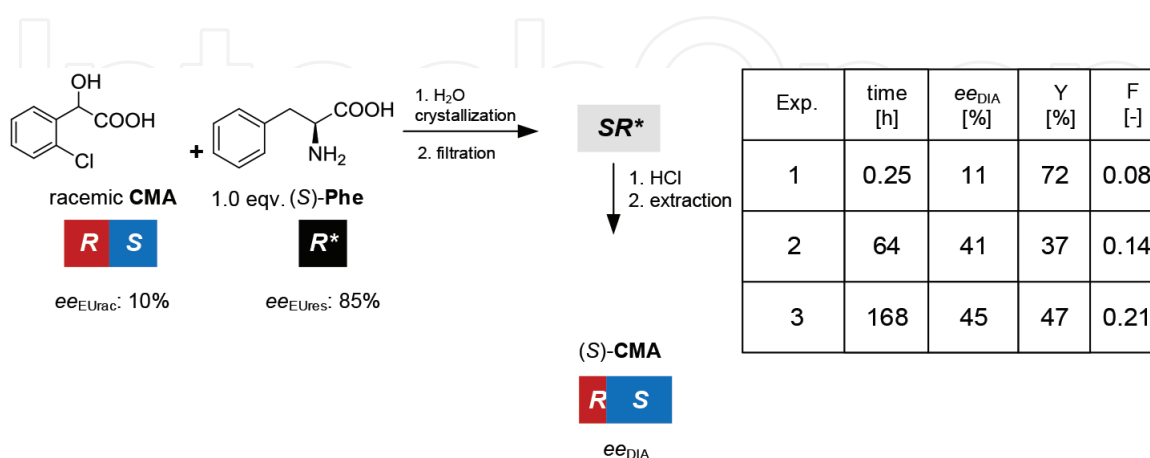 IntechOpen
OH
COOH
Cl
+
COOH
NH₂
1. H₂O
crystallization
2. filtration
SR*
racemic CMA
1.0 eqv. (S)-Phe
R S
R*
ee_EUrac: 10%
ee_EUres: 85%
1. HCl
2. extraction
(S)-CMA
R S
ee_DIA
Exp. time [h] ee_DIA [%] Y [%] F [-]
1 0.25 11 72 0.08
2 64 41 37 0.14
3 168 45 47 0.21